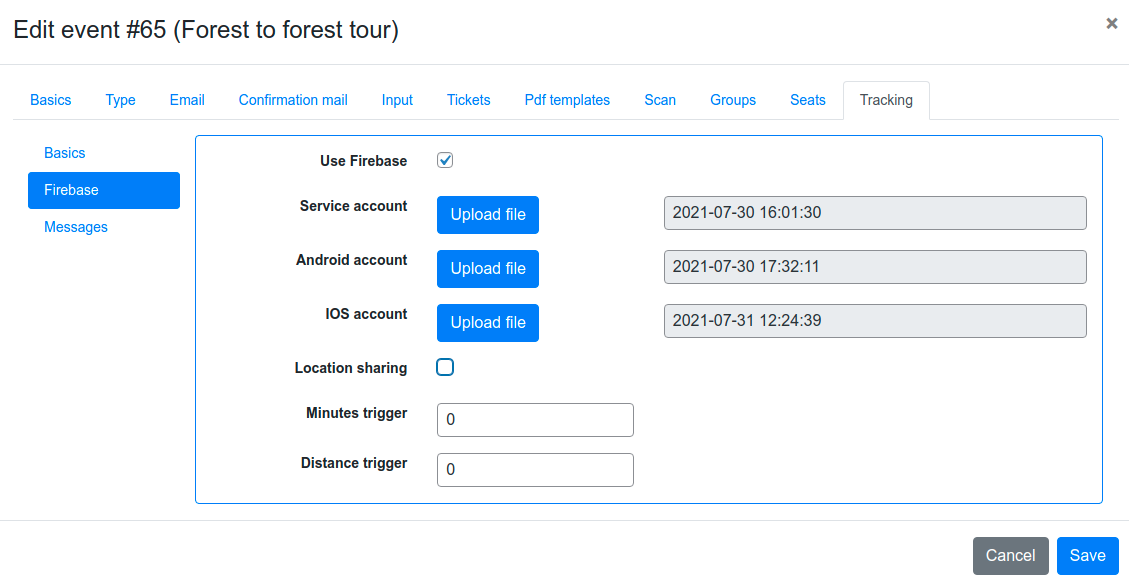 Edit event #65 (Forest to forest tour)
×
Basics Type Email Confirmation mail Input Tickets Pdf templates Scan Groups Seats Tracking
Basics
Firebase
Messages
Use Firebase
Service account Upload file 2021-07-30 16:01:30
Android account Upload file 2021-07-30 17:32:11
IOS account Upload file 2021-07-31 12:24:39
Location sharing
Minutes trigger 0
Distance trigger 0
Cancel Save